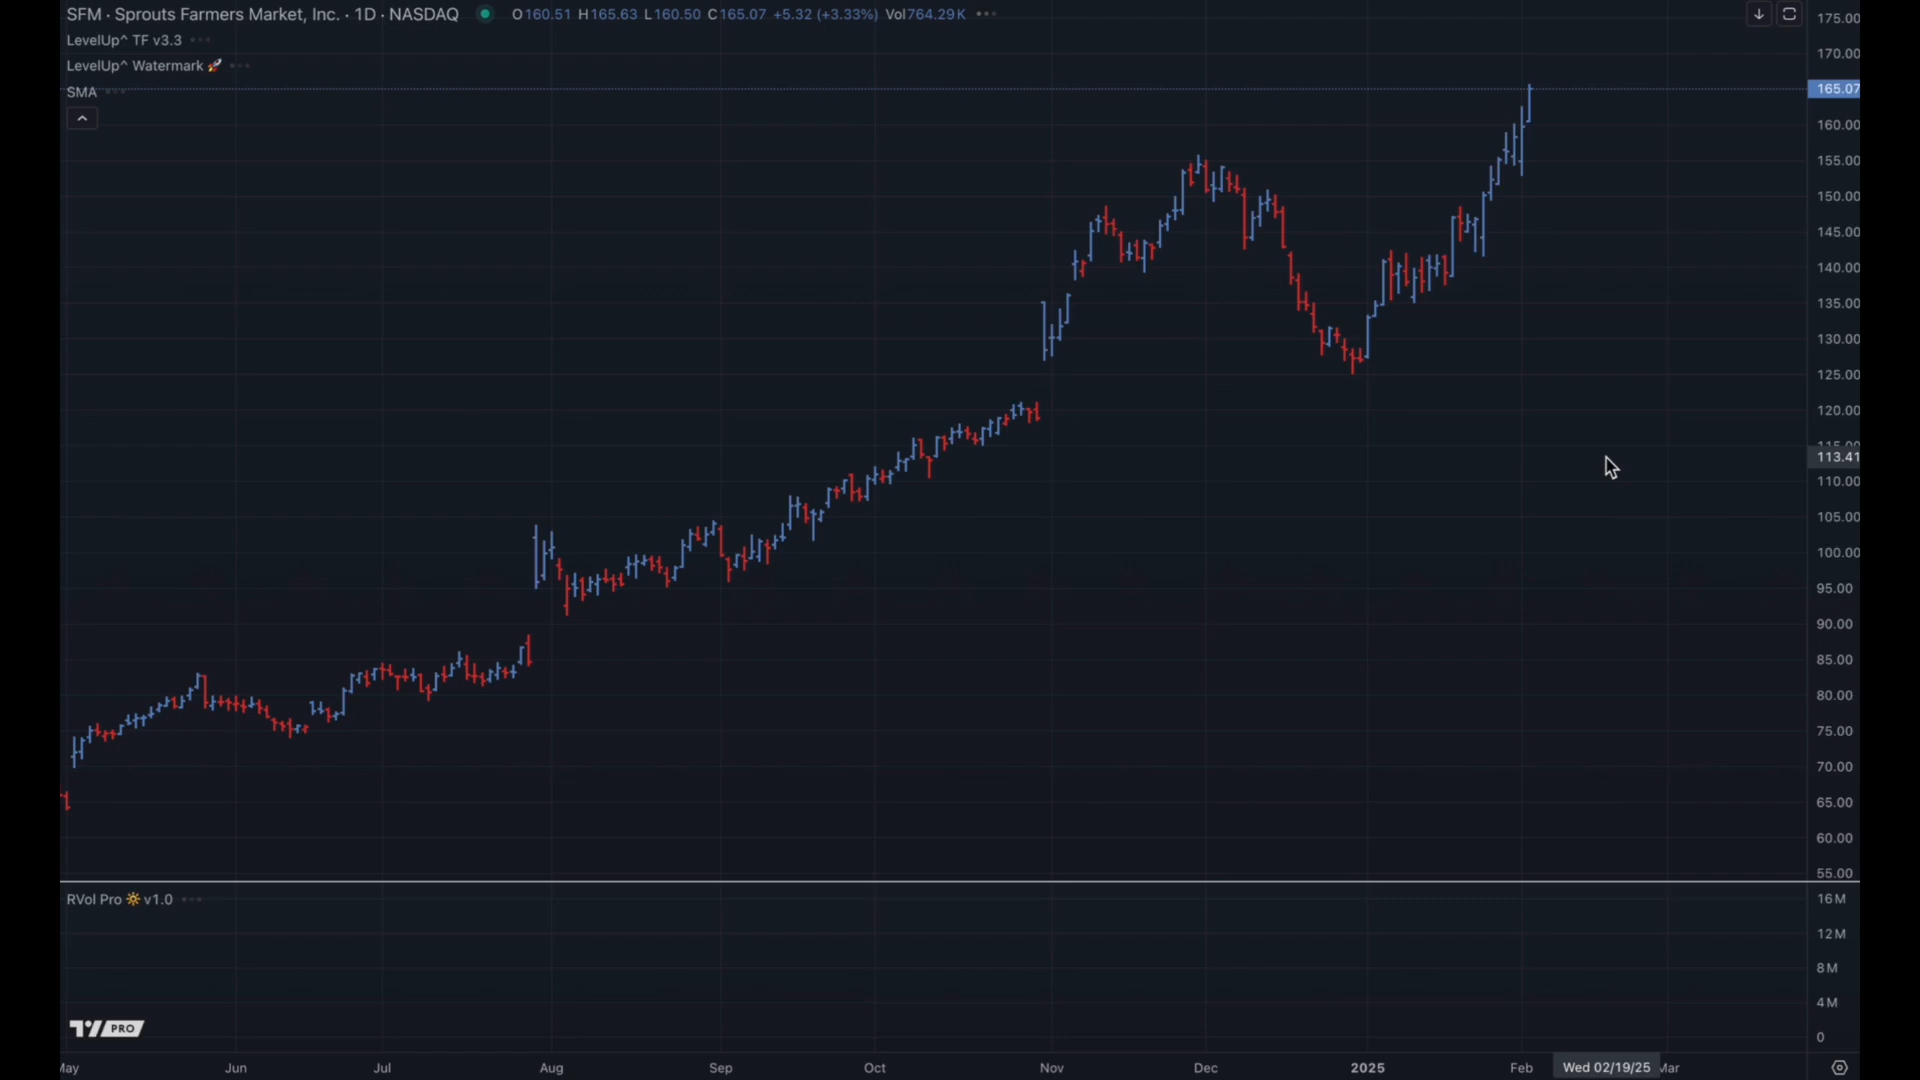 SFM · Sprouts Farmers Market, Inc. · 1D · NASDAQ O160.51 H165.63 L160.50 C165.07 +5.32 (+3.33%) Vol764.29K
LevelUp^ TF v3.3
LevelUp^ Watermark 🚀
SMA
175.00
170.00
165.07
160.00
155.00
150.00
145.00
140.00
135.00
130.00
125.00
120.00
115.00
113.41
110.00
105.00
100.00
95.00
90.00
85.00
80.00
75.00
70.00
65.00
60.00
55.00
RVol Pro 🔆 v1.0
16M
12M
8M
4M
0
PRO
May Jun Jul Aug Sep Oct Nov Dec 2025 Feb Wed 02/19/25 Mar